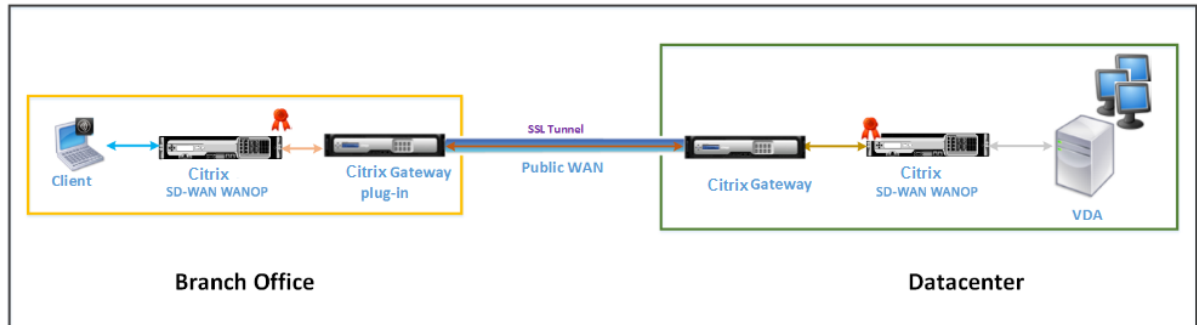 SSL Tunnel
Client
Citrix
SD-WAN WANOP
Citrix Gateway
plug-in
Public WAN
Citrix Gateway
Citrix
SD-WAN WANOP
VDA
Branch Office
Datacenter